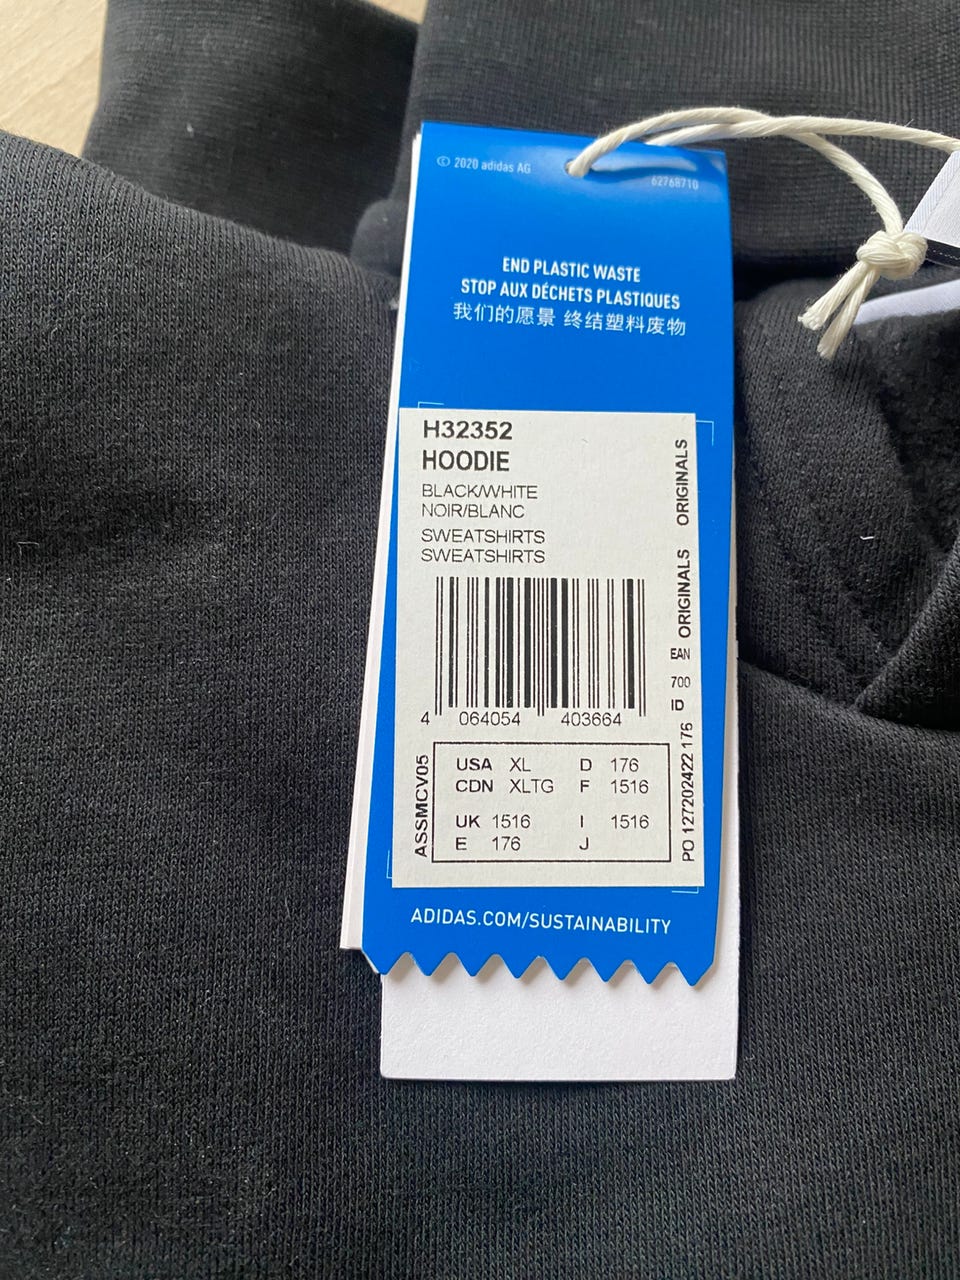 © 2020 adidas AG
62768710
END PLASTIC WASTE
STOP AUX DÉCHETS PLASTIQUES
我们的愿景 终结塑料废物
H32352
HOODIE
BLACK/WHITE
NOIR/BLANC
SWEATSHIRTS
SWEATSHIRTS
ORIGINALS
ORIGINALS
EAN
700
ID
PO 127202422 176
4 064054 403664
ASSMCV05
USA XL D 176
CDN XLTG F 1516
UK 1516 I 1516
E 176 J
ADIDAS.COM/SUSTAINABILITY